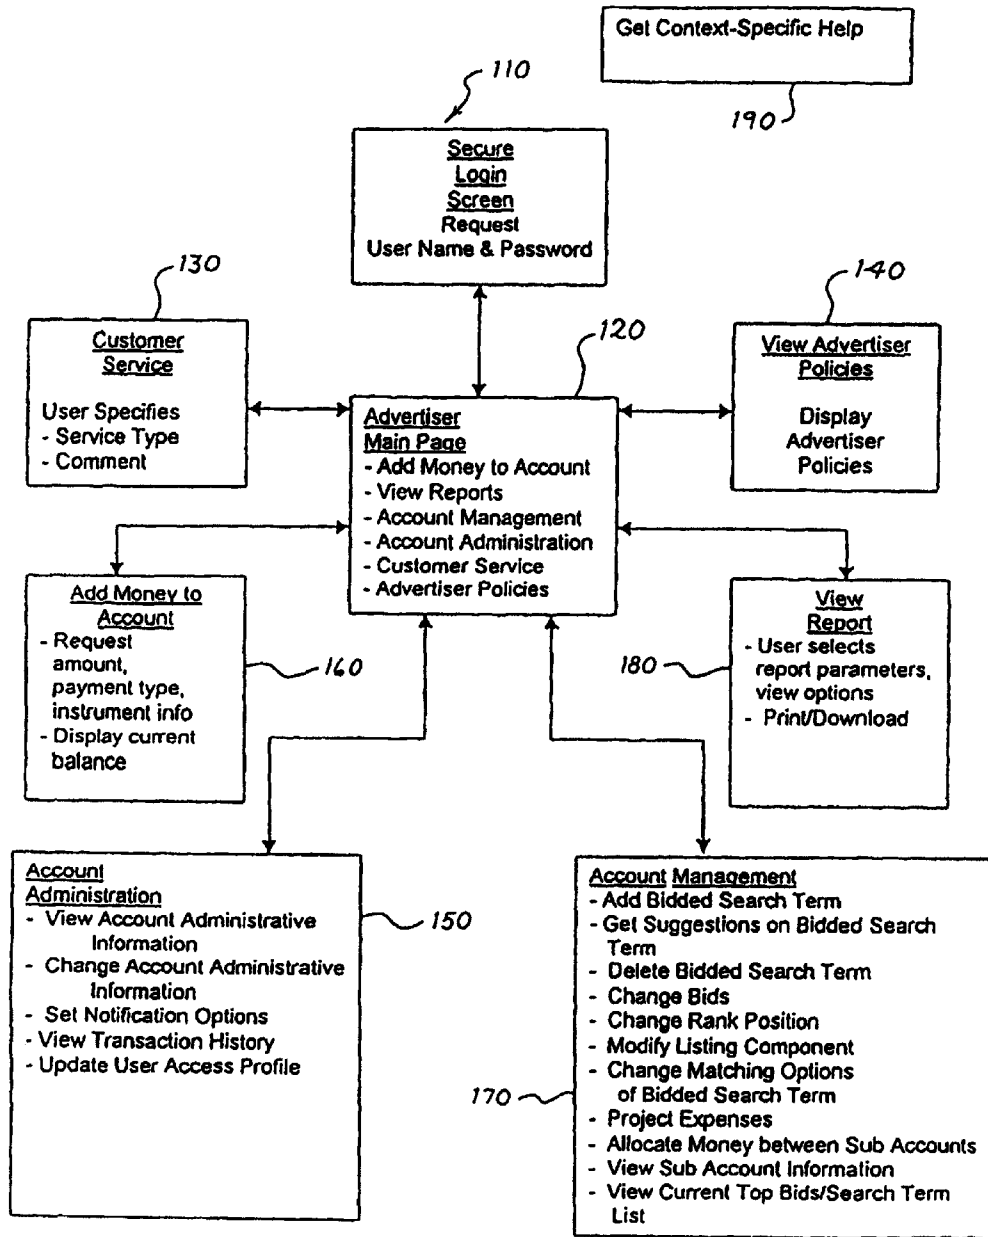 Get Context-Specific Help
190
110
Secure
Login
Screen
Request
User Name & Password
130
Customer
Service
User Specifies
- Service Type
- Comment
120
Advertiser
Main Page
- Add Money to Account
- View Reports
- Account Management
- Account Administration
- Customer Service
- Advertiser Policies
140
View Advertiser
Policies
Display
Advertiser
Policies
Add Money to
Account
- Request
amount,
payment type,
instrument info
- Display current
balance
160
180
View
Report
- User selects
report parameters,
view options
- Print/Download
Account
Administration
- View Account Administrative
Information
- Change Account Administrative
Information
- Set Notification Options
- View Transaction History
- Update User Access Profile
150
Account Management
- Add Bidded Search Term
- Get Suggestions on Bidded Search
Term
- Delete Bidded Search Term
- Change Bids
- Change Rank Position
- Modify Listing Component
- Change Matching Options
of Bidded Search Term
- Project Expenses
- Allocate Money between Sub Accounts
- View Sub Account Information
- View Current Top Bids/Search Term
List
170